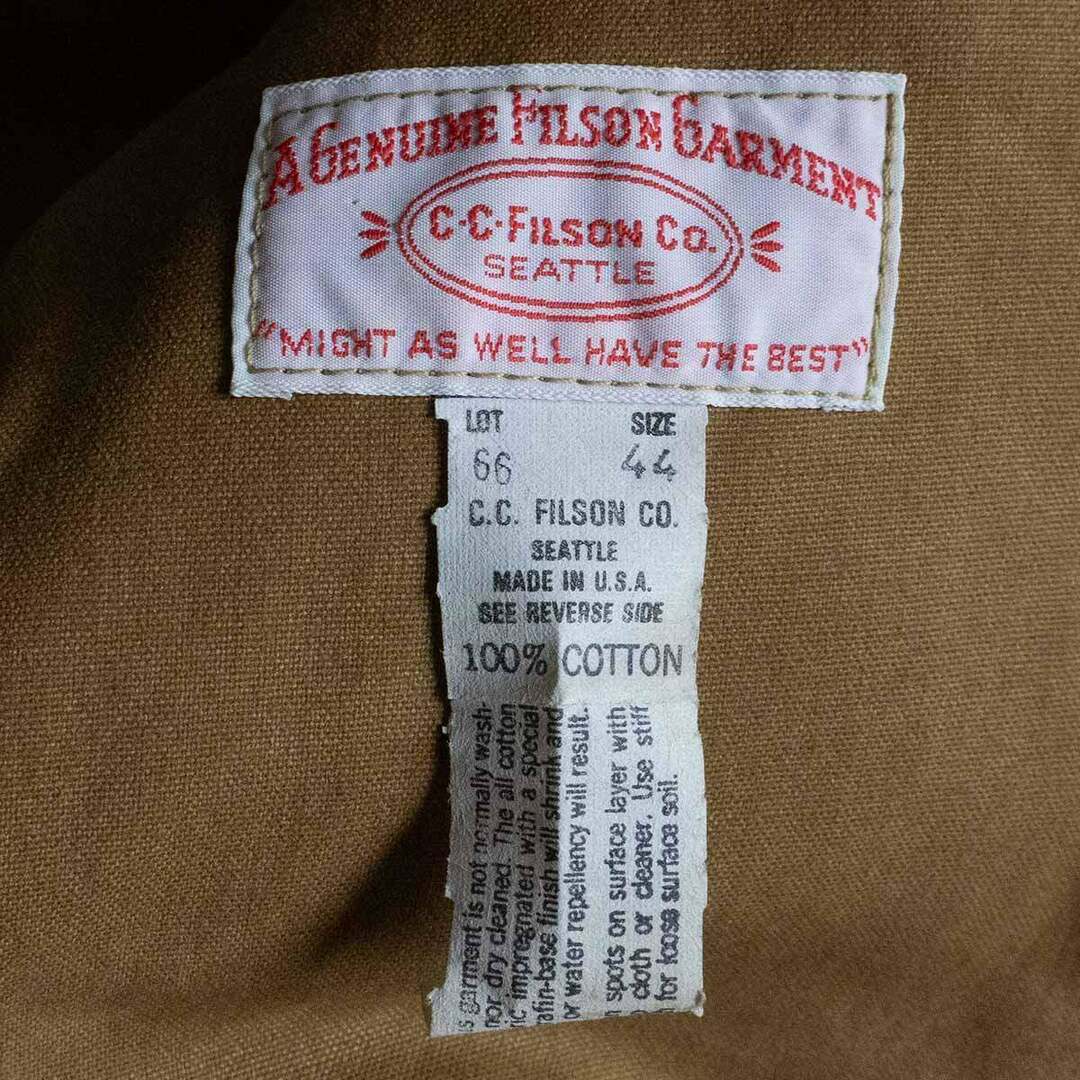 A GENUINE FILSON GARMENT
C·C·FILSON CO.
SEATTLE
"MIGHT AS WELL HAVE THE BEST"
LOT SIZE
66 44
C.C. FILSON CO.
SEATTLE
MADE IN U.S.A.
SEE REVERSE SIDE
100% COTTON
s garment is not normally wash-
nor dry cleaned. The all cotton
ic impregnated with a special
afin-base finish will shrink and
or water repellency will result.
n spots on surface layer with
cloth or cleaner. Use stiff
for loose surface soil.